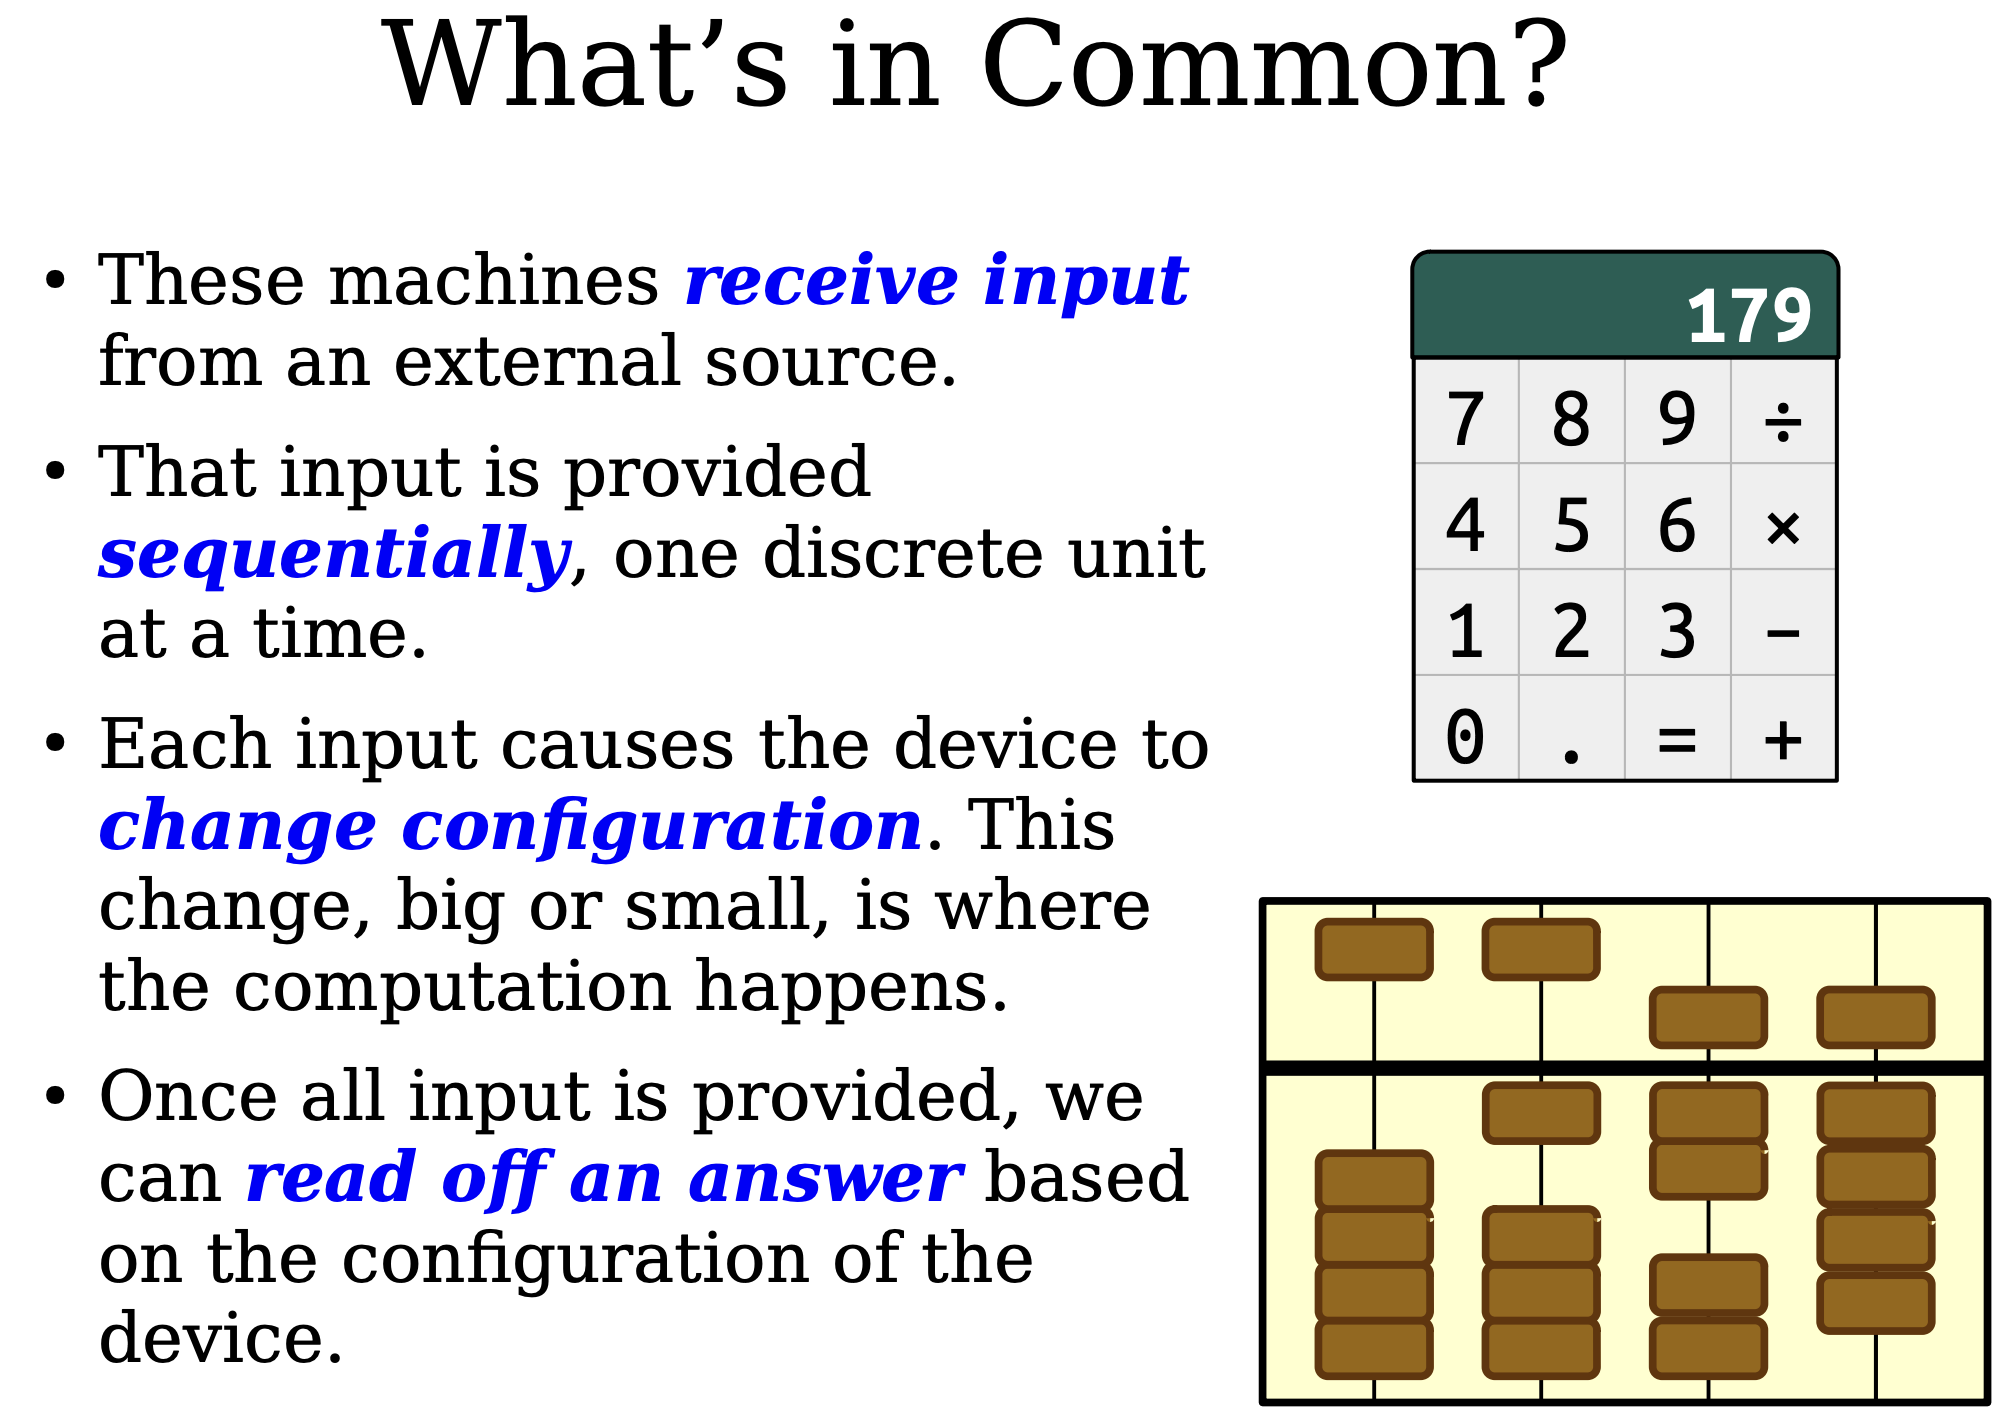 What’s in Common?
• These machines receive input
from an external source.
• That input is provided
sequentially, one discrete unit
at a time.
• Each input causes the device to
change configuration. This
change, big or small, is where
the computation happens.
• Once all input is provided, we
can read off an answer based
on the configuration of the
device.
179
7 8 9 ÷
4 5 6 ×
1 2 3 −
0 . = +